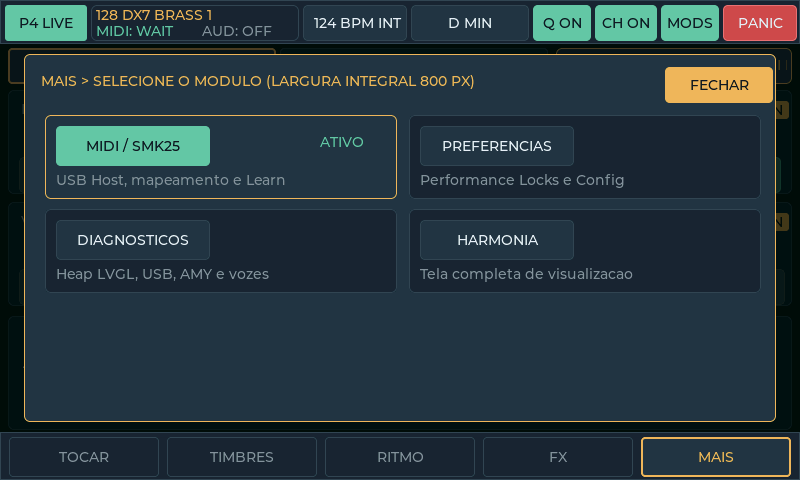 P4 LIVE
128 DX7 BRASS 1
MIDI: WAIT AUD: OFF
124 BPM INT
D MIN
Q ON
CH ON
MODS
PANIC
MAIS > SELECIONE O MODULO (LARGURA INTEGRAL 800 PX)
FECHAR
MIDI / SMK25
ATIVO
USB Host, mapeamento e Learn
PREFERENCIAS
Performance Locks e Config
DIAGNOSTICOS
Heap LVGL, USB, AMY e vozes
HARMONIA
Tela completa de visualizacao
TOCAR
TIMBRES
RITMO
FX
MAIS